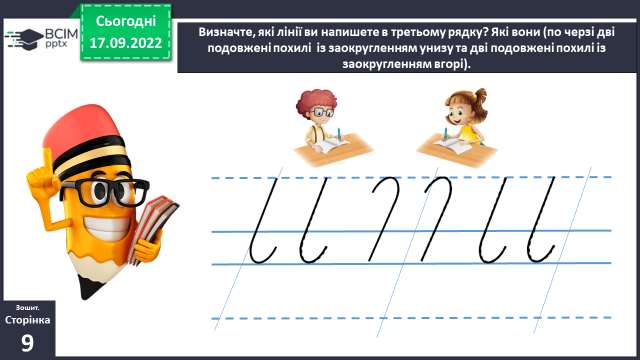 Сьогодні
17.09.2022
ВСІМ
pptx
Визначте, які лінії ви напишете в третьому рядку? Які вони (по черзі дві
подовжені похилі із заокругленням унизу та дві подовжені похилі із
заокругленням вгорі).
Зошит.
Сторінка
9